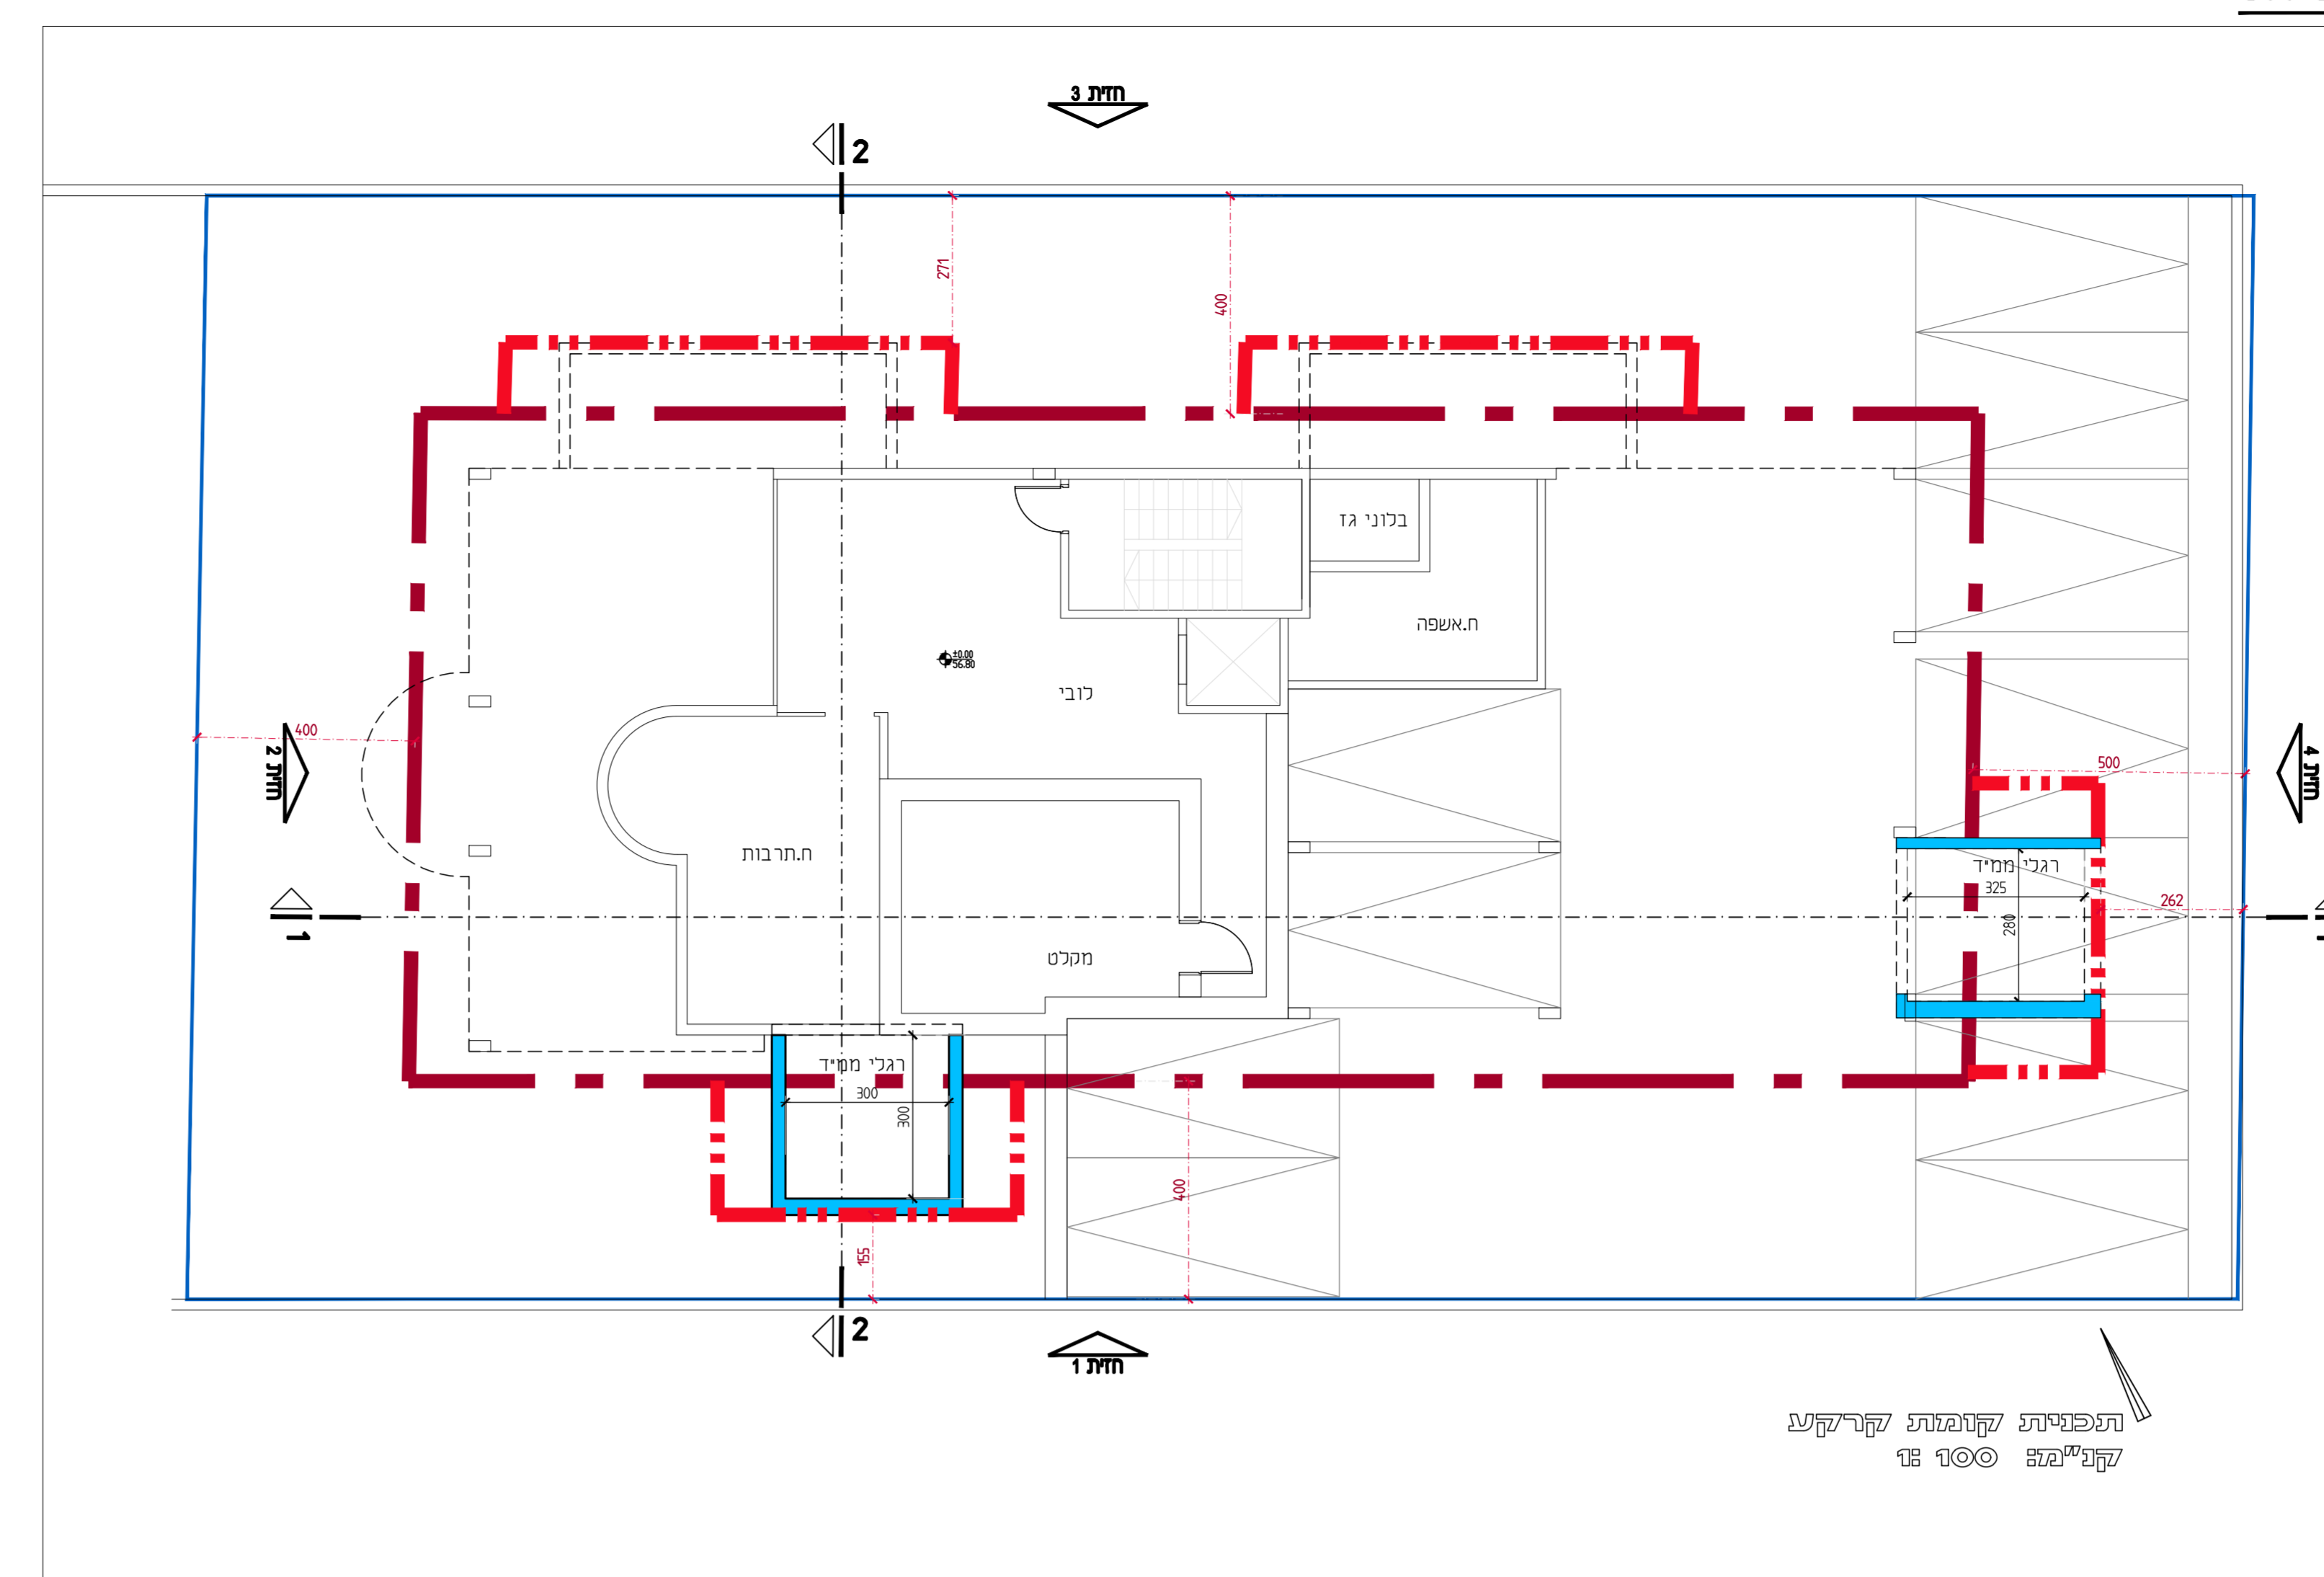 חזית 3
2
271
400
בלוני גז
ח.אשפה
±0.00
56.80
לובי
400
חזית 2
500
חזית 4
ח.תרבות
רגלי ממ"ד
325
280
262
1
מקלט
רגלי ממ"ד
300
300
400
155
2
חזית 1
תכנית קומת קרקע
קנ"מ: 100 :1